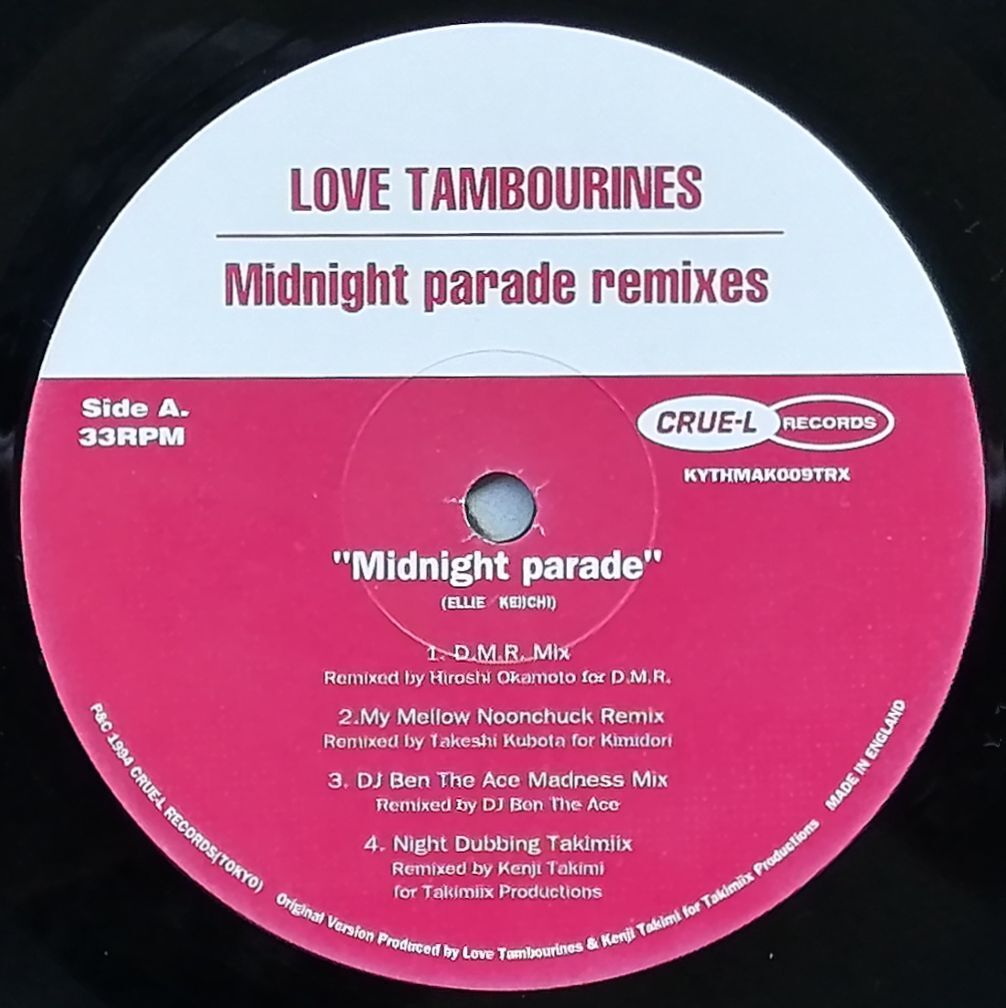 LOVE TAMBOURINES
Midnight parade remixes
Side A.
33RPM
CRUE-L RECORDS
KYTHMAK009TRX
"Midnight parade"
(ELLIE KEIICHI)
1. D.M.R. Mix
Remixed by Hiroshi Okamoto for D.M.R.
2.My Mellow Noonchuck Remix
Remixed by Takeshi Kubota for Kimidori
3. DJ Ben The Ace Madness Mix
Remixed by DJ Ben The Ace
4. Night Dubbing Takimiix
Remixed by Kenji Takimi
for Takimiix Productions
P&C 1994 CRUE-L RECORDS(TOKYO) Original Version Produced by Love Tambourines & Kenji Takimi for Takimiix Productions MADE IN ENGLAND